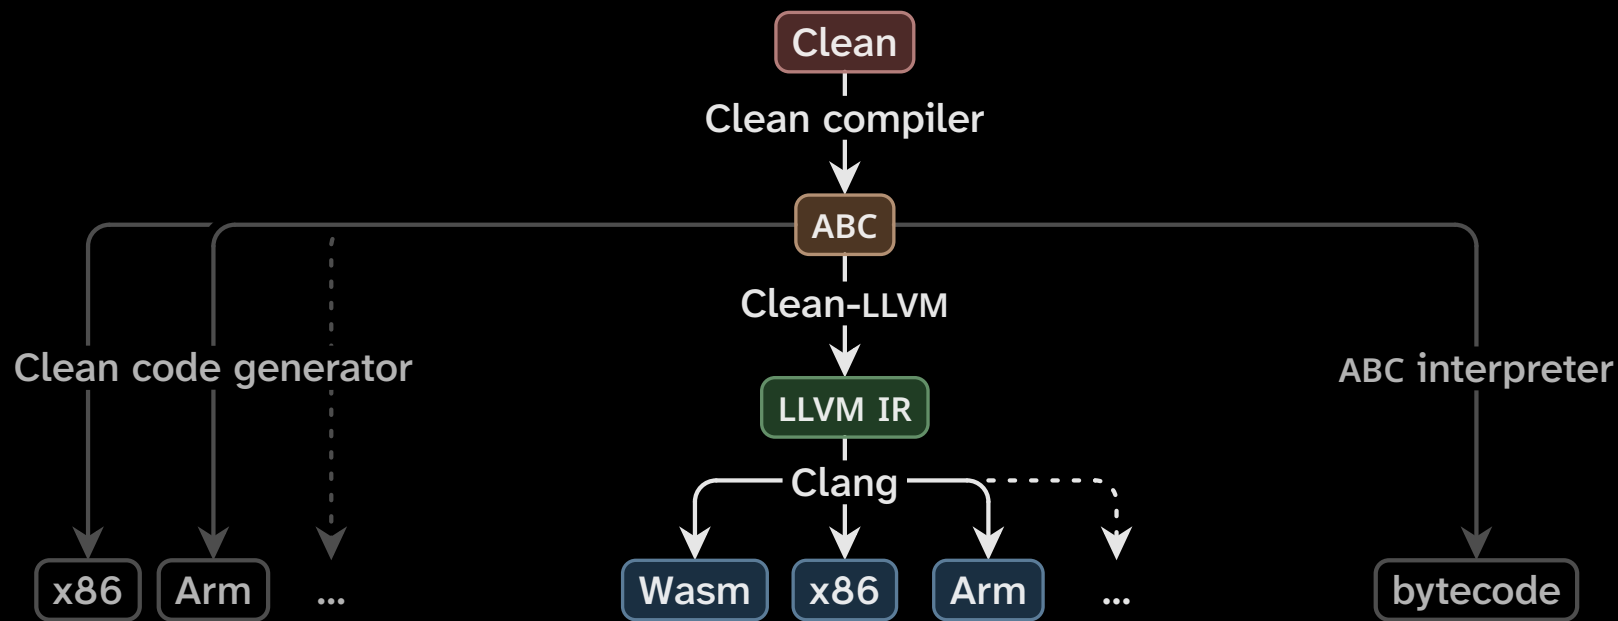 Clean
Clean compiler
ABC
Clean-LLVM
Clean code generator
ABC interpreter
LLVM IR
Clang
x86
Arm
...
Wasm
x86
Arm
...
bytecode